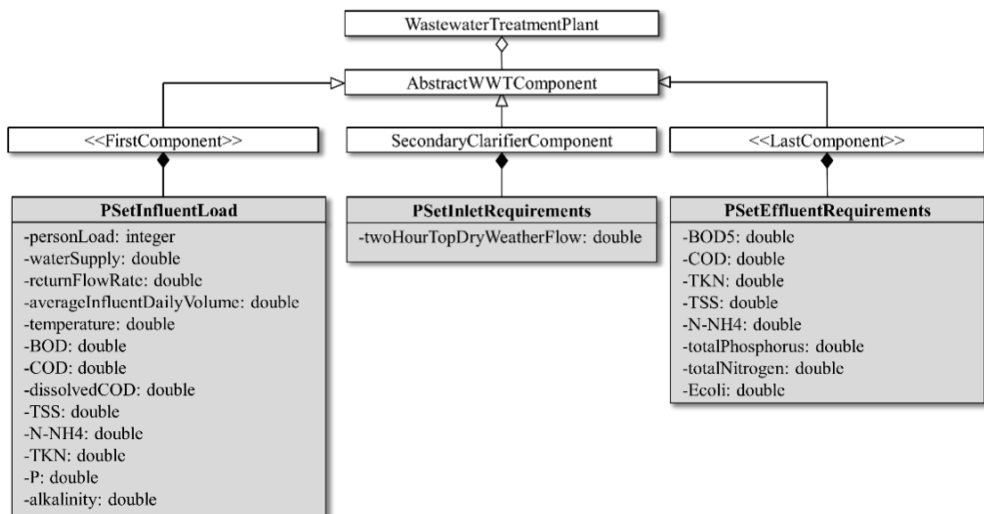 WastewaterTreatmentPlant
AbstractWWTComponent
<<FirstComponent>>
SecondaryClarifierComponent
<<LastComponent>>
PSetInfluentLoad
-personLoad: integer
-waterSupply: double
-returnFlowRate: double
-averageInfluentDailyVolume: double
-temperature: double
-BOD: double
-COD: double
-dissolvedCOD: double
-TSS: double
-N-NH4: double
-TKN: double
-P: double
-alkalinity: double
PSetInletRequirements
-twoHourTopDryWeatherFlow: double
PSetEffluentRequirements
-BOD5: double
-COD: double
-TKN: double
-TSS: double
-N-NH4: double
-totalPhosphorus: double
-totalNitrogen: double
-Ecoli: double